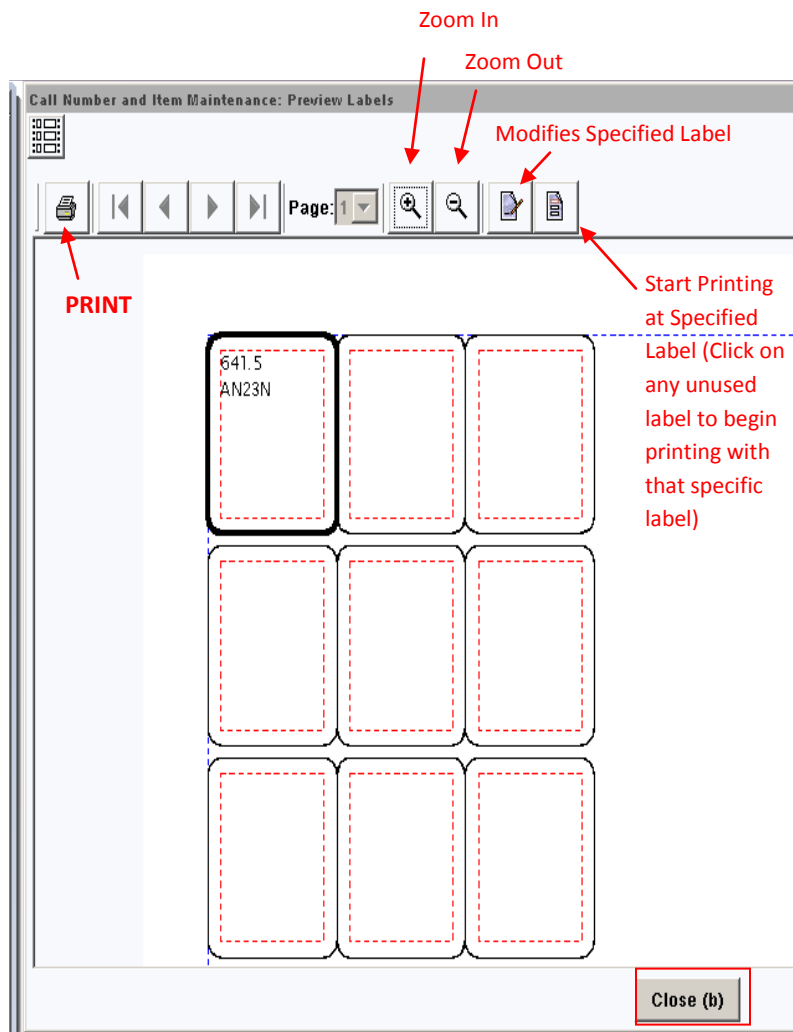 Zoom In
Zoom Out
Call Number and Item Maintenance: Preview Labels
Modifies Specified Label
Page: 1
PRINT
Start Printing
at Specified
Label (Click on
any unused
label to begin
printing with
that specific
label)
641.5
AN23N
Close (b)